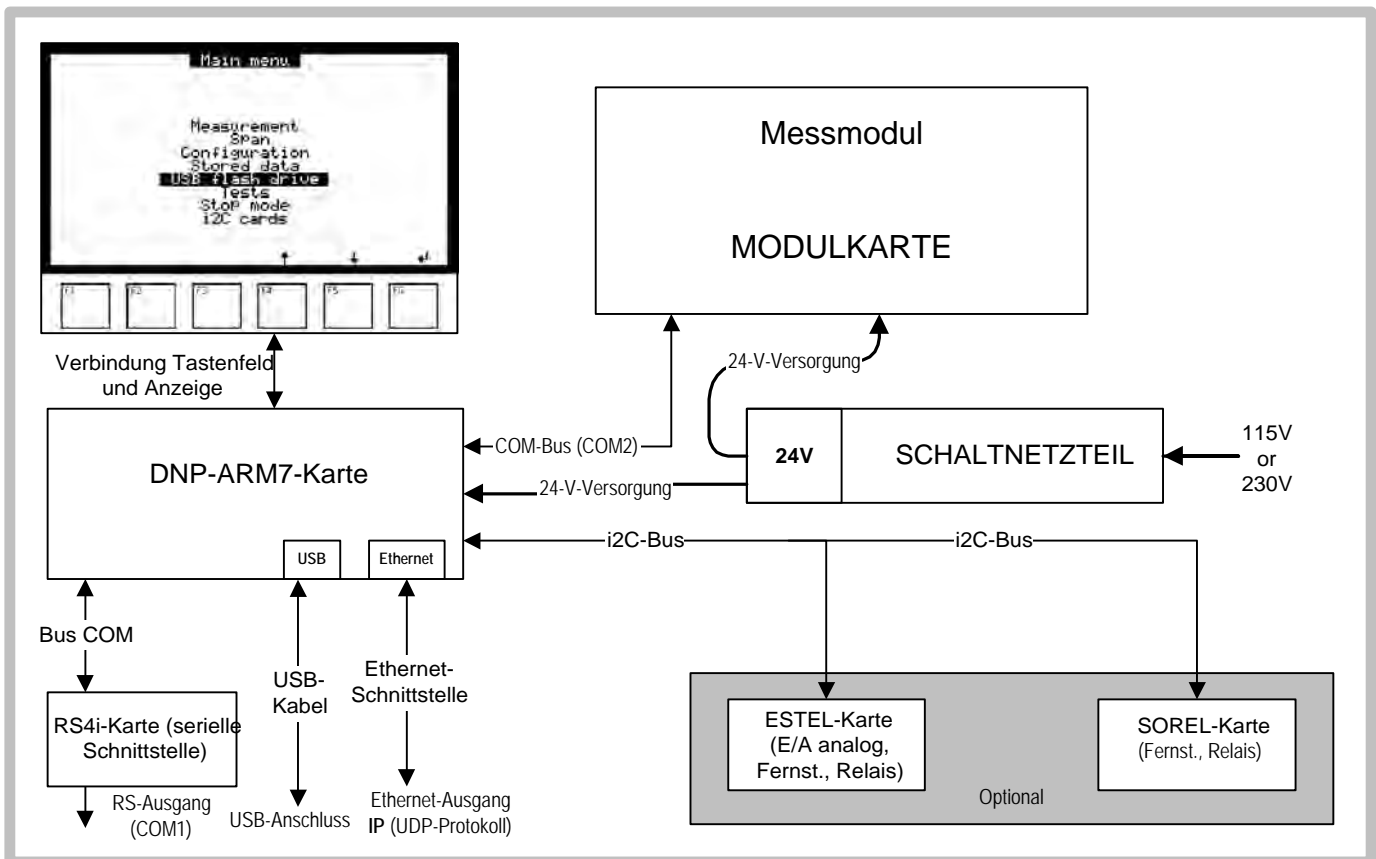 Main menu
Measurement
Span
Configuration
Stored data
USB flash drive
Tests
Stop mode
i2C cards
F1 F2 F3 F4 F5 F6
Verbindung Tastenfeld
und Anzeige
Messmodul
MODULKARTE
24-V-Versorgung
DNP-ARM7-Karte
COM-Bus (COM2)
24-V-Versorgung
24V
SCHALTNETZTEIL
115V
or
230V
USB
Ethernet
i2C-Bus
i2C-Bus
Bus COM
USB-
Kabel
Ethernet-
Schnittstelle
RS4i-Karte (serielle
Schnittstelle)
RS-Ausgang
(COM1)
USB-Anschluss
Ethernet-Ausgang
IP (UDP-Protokoll)
ESTEL-Karte
(E/A analog,
Fernst., Relais)
SOREL-Karte
(Fernst., Relais)
Optional